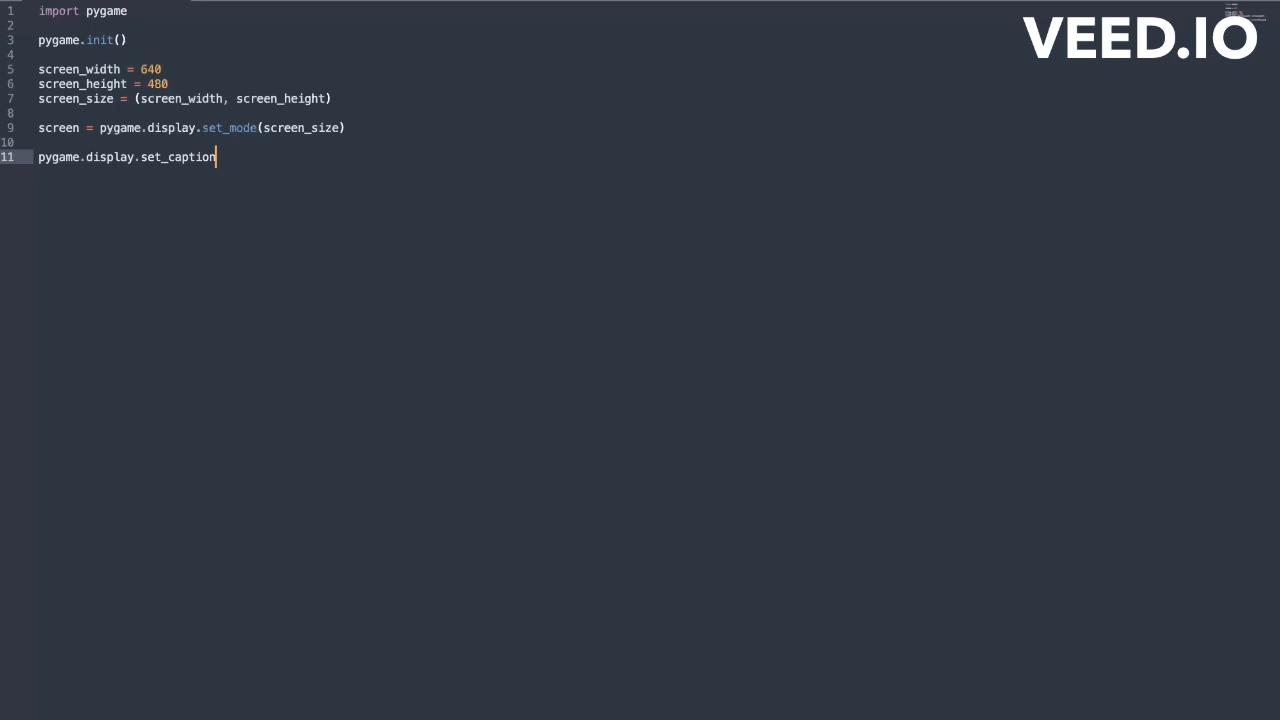 1 import pygame
2
3 pygame.init()
4
5 screen_width = 640
6 screen_height = 480
7 screen_size = (screen_width, screen_height)
8
9 screen = pygame.display.set_mode(screen_size)
10
11 pygame.display.set_caption
VEED.IO